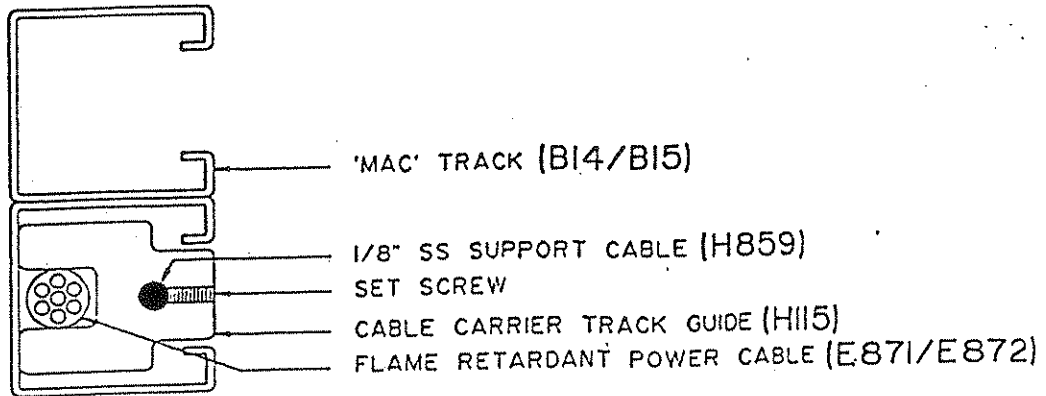 'MAC' TRACK (B14/B15)
1/8" SS SUPPORT CABLE (H859)
SET SCREW
CABLE CARRIER TRACK GUIDE (H115)
FLAME RETARDANT POWER CABLE (E871/E872)